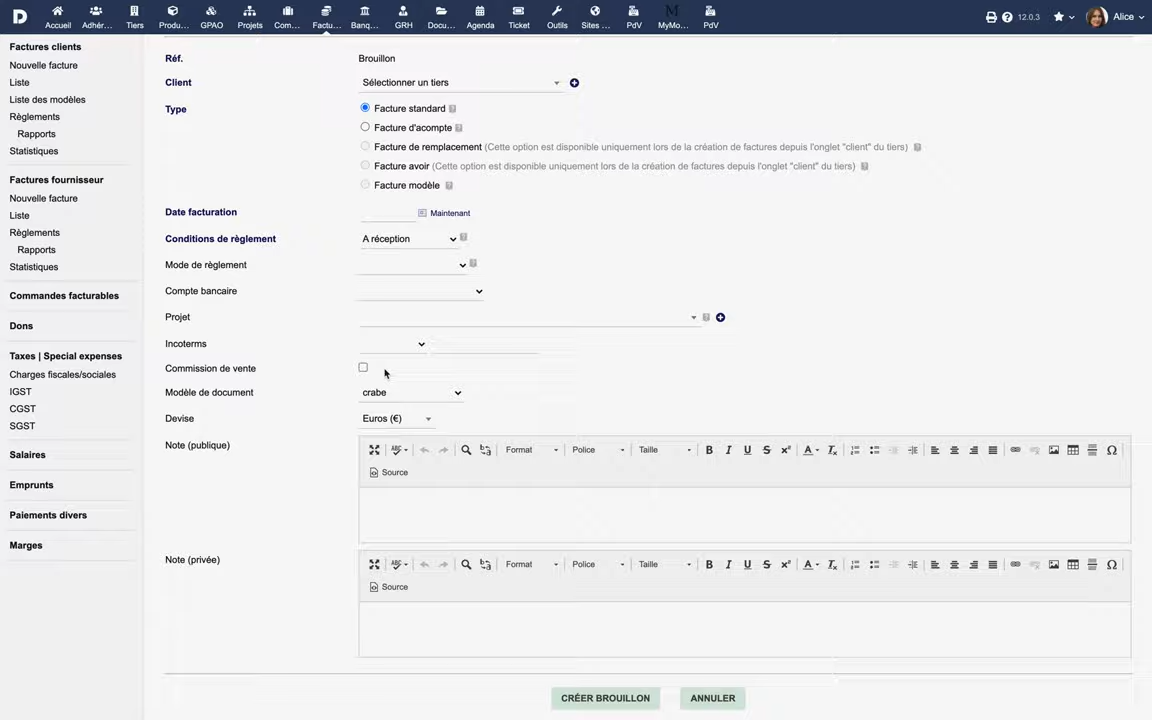 D
Accueil
Adhér...
Tiers
Produ...
GPAO
Projets
Com...
Factu...
Banq...
GRH
Docu...
Agenda
Ticket
Outils
Sites ...
PdV
M
MyMo...
PdV
12.0.3
Alice
Factures clients
Nouvelle facture
Liste
Liste des modèles
Règlements
Rapports
Statistiques
Factures fournisseur
Nouvelle facture
Liste
Règlements
Rapports
Statistiques
Commandes facturables
Dons
Taxes | Special expenses
Charges fiscales/sociales
IGST
CGST
SGST
Salaires
Emprunts
Paiements divers
Marges
Réf. Brouillon
Client Sélectionner un tiers
Type Facture standard
Facture d'acompte
Facture de remplacement (Cette option est disponible uniquement lors de la création de factures depuis l'onglet "client" du tiers)
Facture avoir (Cette option est disponible uniquement lors de la création de factures depuis l'onglet "client" du tiers)
Facture modèle
Date facturation Maintenant
Conditions de règlement A réception
Mode de règlement
Compte bancaire
Projet
Incoterms
Commission de vente
Modèle de document crabe
Devise Euros (€)
Note (publique)
Format Police Taille B I U S x² A Tx Ω
Source
Note (privée)
Format Police Taille B I U S x² A Tx Ω
Source
CRÉER BROUILLON ANNULER